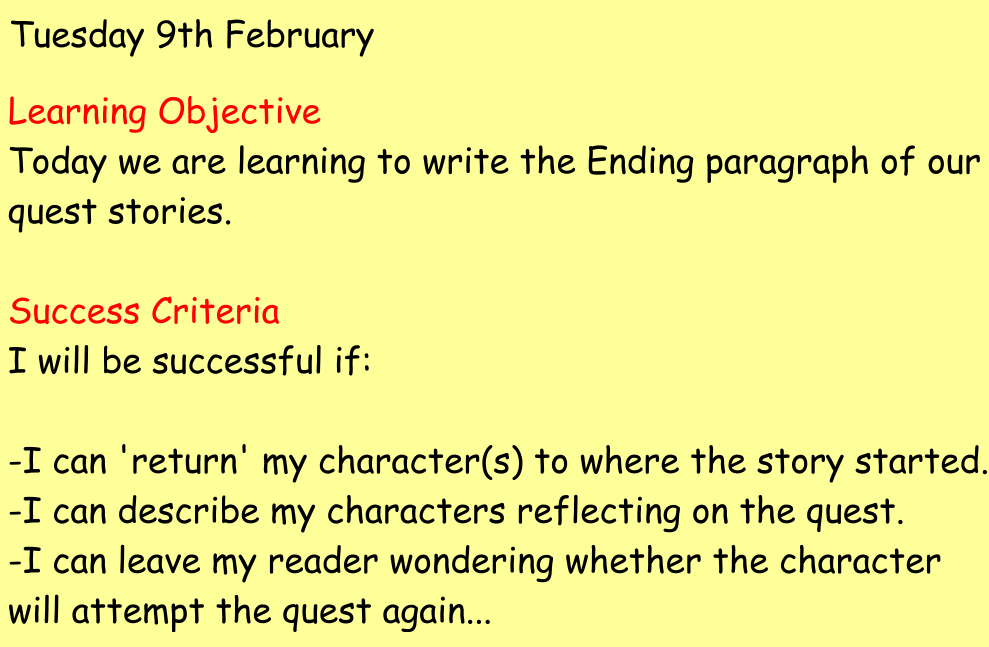 Tuesday 9th February
Learning Objective
Today we are learning to write the Ending paragraph of our
quest stories.
Success Criteria
I will be successful if:
-I can 'return' my character(s) to where the story started.
-I can describe my characters reflecting on the quest.
-I can leave my reader wondering whether the character
will attempt the quest again...